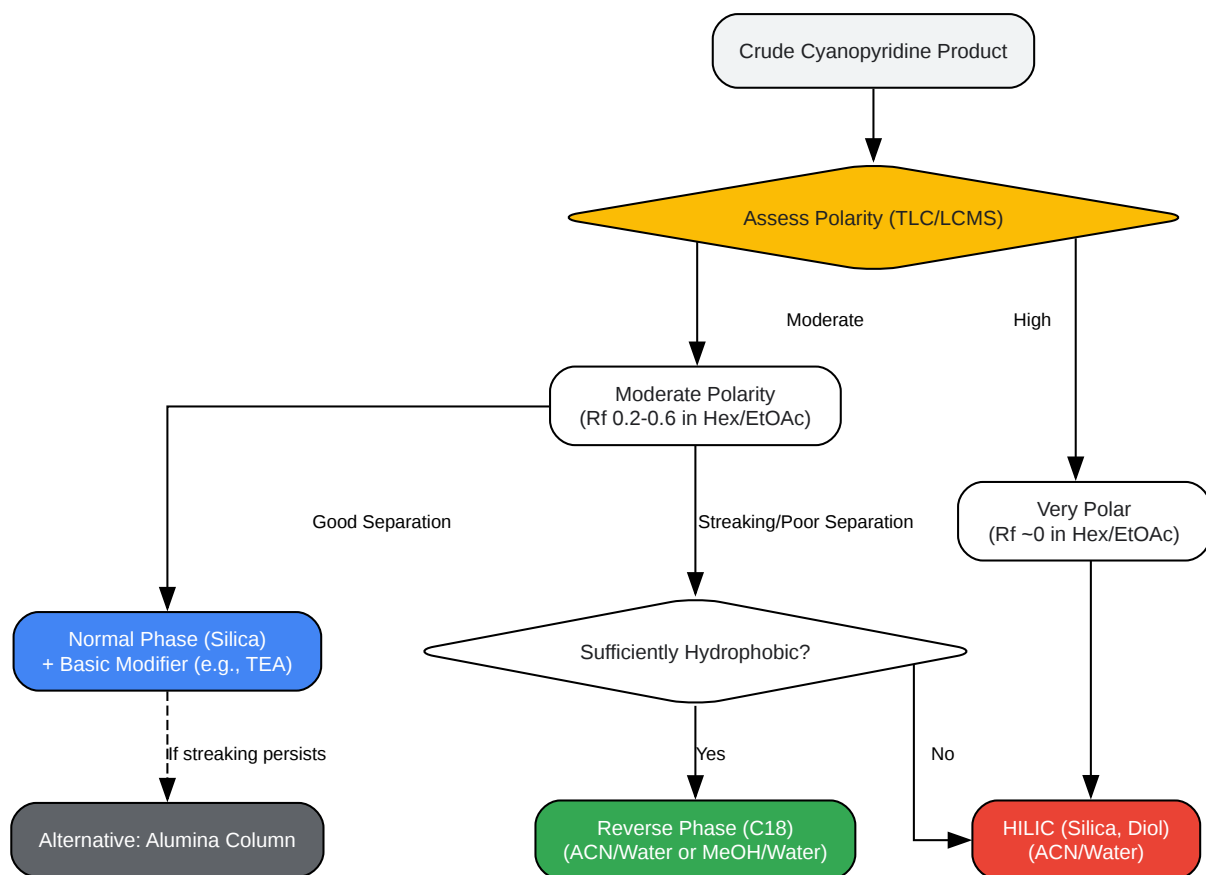 Crude Cyanopyridine Product
Assess Polarity (TLC/LCMS)
Moderate
High
Moderate Polarity
(Rf 0.2-0.6 in Hex/EtOAc)
Very Polar
(Rf ~0 in Hex/EtOAc)
Good Separation
Streaking/Poor Separation
Normal Phase (Silica)
+ Basic Modifier (e.g., TEA)
Sufficiently Hydrophobic?
If streaking persists
Yes
No
Alternative: Alumina Column
Reverse Phase (C18)
(ACN/Water or MeOH/Water)
HILIC (Silica, Diol)
(ACN/Water)